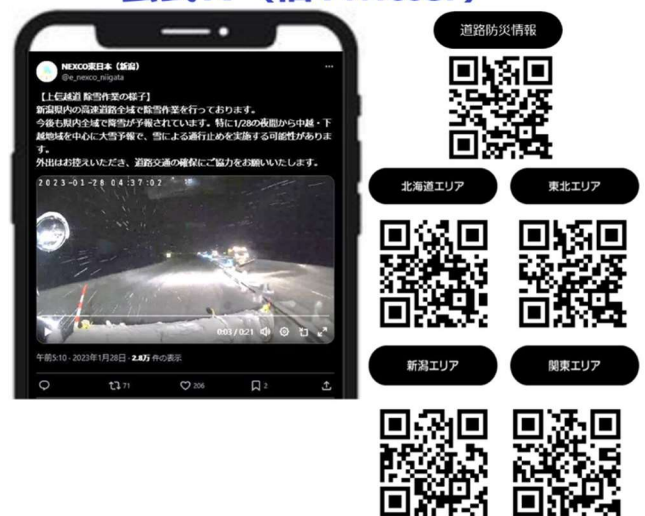 NEXCO東日本（新潟）
@e_nexco_niigata
【上信越道 除雪作業の様子】
新潟県内の高速道路全域で除雪作業を行っております。
今後も県内全域で降雪が予報されています。特に1/28の夜間から中越・下
越地域を中心に大雪予報で、雪による通行止めを実施する可能性がありま
す。
外出はお控えいただき、道路交通の確保にご協力をお願いいたします。
2023-01-28 04:37:02
0:03 / 0:21
午前5:10 · 2023年1月28日 · 2.8万 件の表示
71
206
2
道路防災情報
北海道エリア
東北エリア
新潟エリア
関東エリア